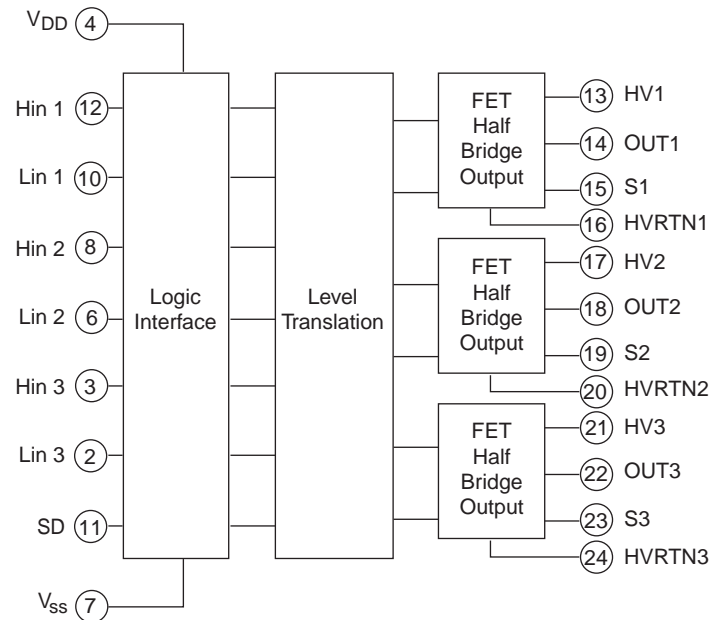 V_DD 4
Hin 1 12
Lin 1 10
Hin 2 8
Lin 2 6
Hin 3 3
Lin 3 2
SD 11
V_ss 7
Logic
Interface
Level
Translation
FET
Half
Bridge
Output
13 HV1
14 OUT1
15 S1
16 HVRTN1
FET
Half
Bridge
Output
17 HV2
18 OUT2
19 S2
20 HVRTN2
FET
Half
Bridge
Output
21 HV3
22 OUT3
23 S3
24 HVRTN3